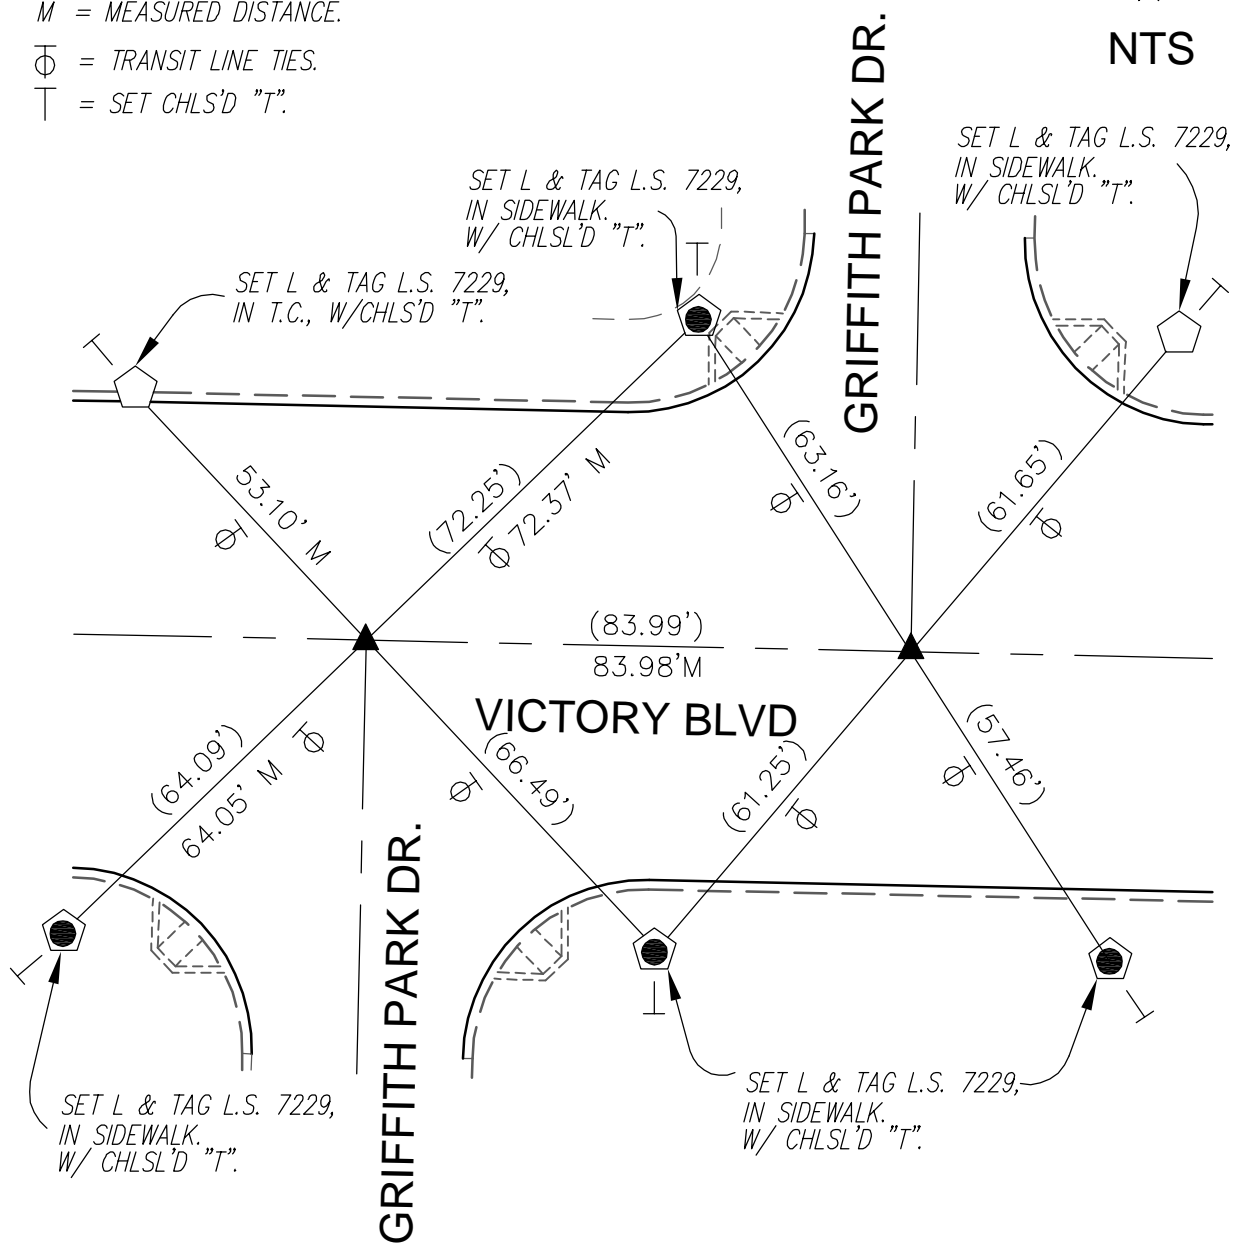 M = MEASURED DISTANCE.
= TRANSIT LINE TIES.
= SET CHLS'D "T".
NTS
GRIFFITH PARK DR.
SET L & TAG L.S. 7229,
IN SIDEWALK.
W/ CHLSL'D "T".
SET L & TAG L.S. 7229,
IN SIDEWALK.
W/ CHLSL'D "T".
SET L & TAG L.S. 7229,
IN T.C., W/CHLS'D "T".
53.10' M
(72.25')
72.37' M
(63.16')
(61.65')
(83.99')
83.98'M
VICTORY BLVD
(64.09')
64.05' M
(66.49')
(61.25')
(57.46')
GRIFFITH PARK DR.
SET L & TAG L.S. 7229,
IN SIDEWALK.
W/ CHLSL'D "T".
SET L & TAG L.S. 7229,
IN SIDEWALK.
W/ CHLSL'D "T".